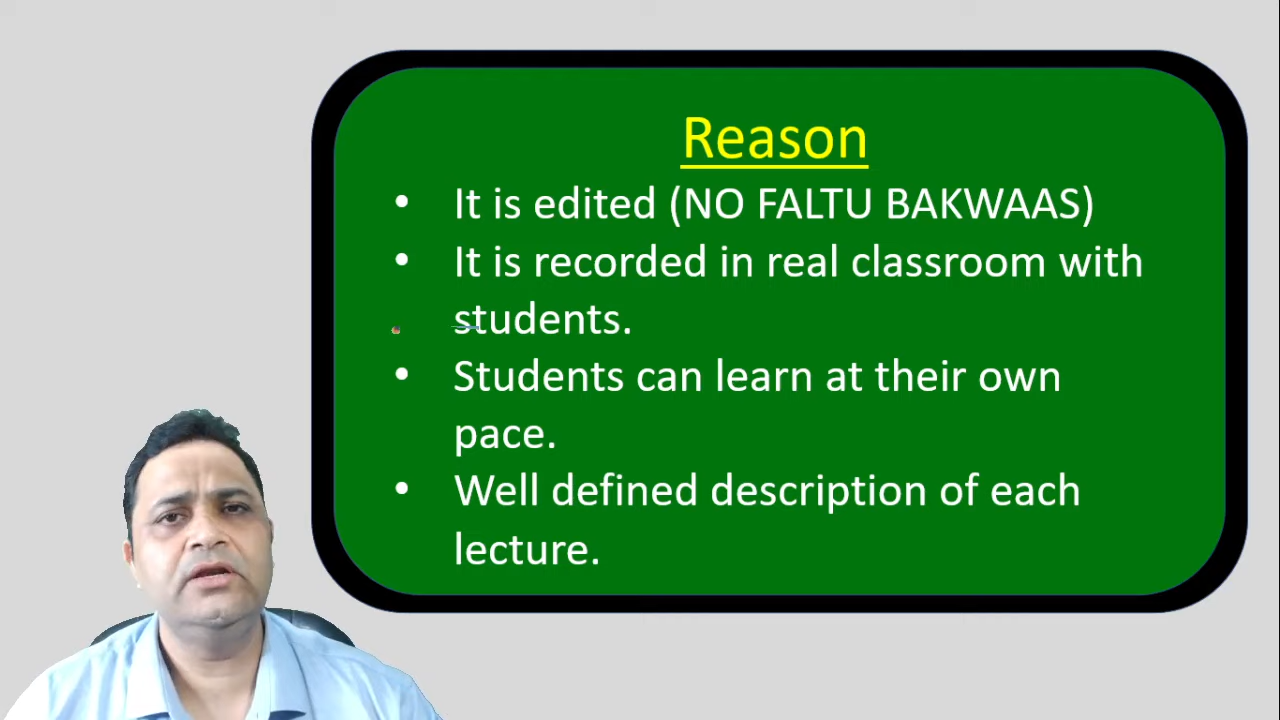 Reason
• It is edited (NO FALTU BAKWAAS)
• It is recorded in real classroom with
students.
• Students can learn at their own
pace.
• Well defined description of each
lecture.